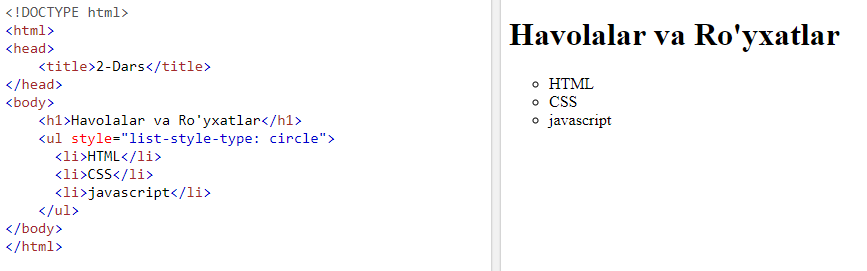 <!DOCTYPE html>
<html>
<head>
    <title>2-Dars</title>
</head>
<body>
    <h1>Havolalar va Ro'yxatlar</h1>
    <ul style="list-style-type: circle">
      <li>HTML</li>
      <li>CSS</li>
      <li>javascript</li>
    </ul>
</body>
</html>
Havolalar va Ro'yxatlar
HTML
CSS
javascript